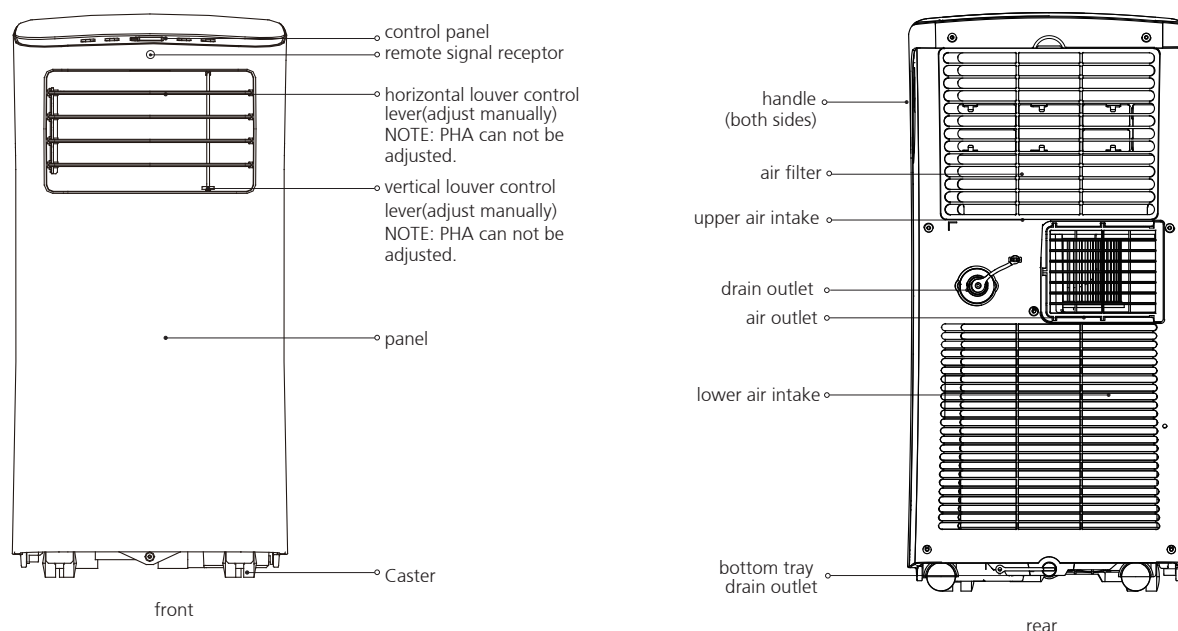 control panel
remote signal receptor
horizontal louver control
lever(adjust manually)
NOTE: PHA can not be
adjusted.
vertical louver control
lever(adjust manually)
NOTE: PHA can not be
adjusted.
panel
Caster
front
handle
(both sides)
air filter
upper air intake
drain outlet
air outlet
lower air intake
bottom tray
drain outlet
rear